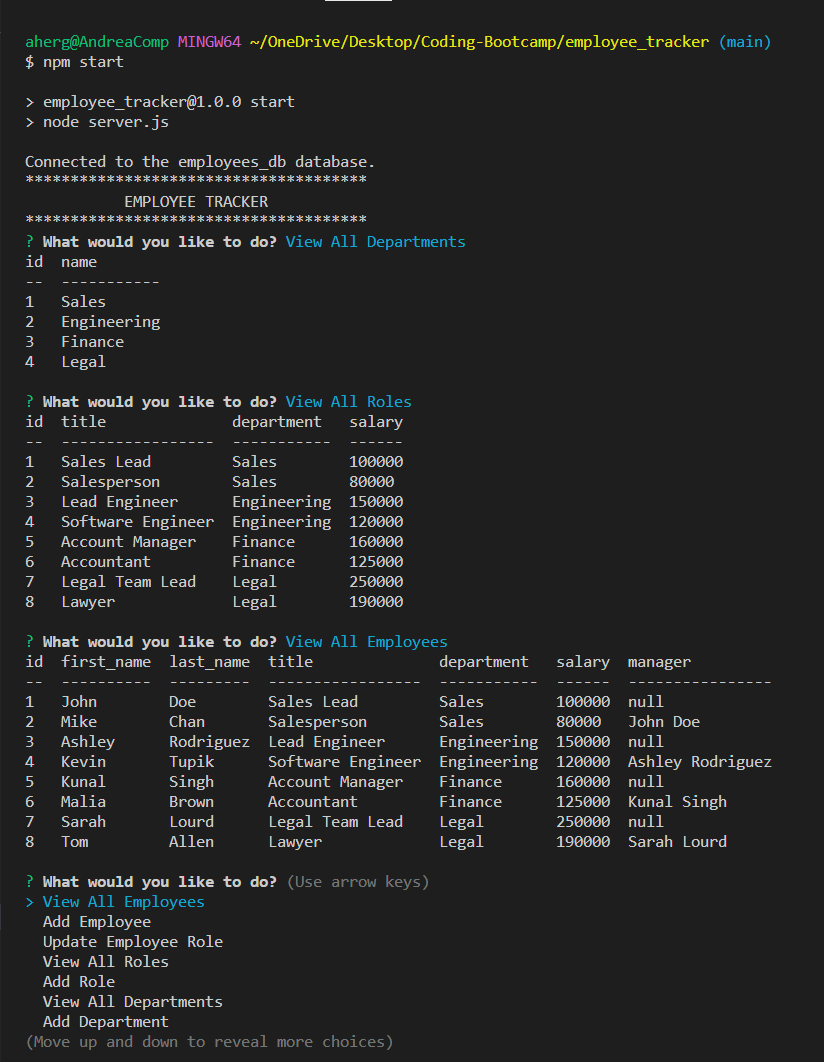 aherg@AndreaComp MINGW64 ~/OneDrive/Desktop/Coding-Bootcamp/employee_tracker (main)
$ npm start
> employee_tracker@1.0.0 start
> node server.js
Connected to the employees_db database.
**************************************
EMPLOYEE TRACKER
**************************************
? What would you like to do? View All Departments
id  name
--  -----------
1   Sales
2   Engineering
3   Finance
4   Legal
? What would you like to do? View All Roles
id  title              department   salary
--  -----------------  -----------  ------
1   Sales Lead         Sales        100000
2   Salesperson        Sales        80000
3   Lead Engineer      Engineering  150000
4   Software Engineer  Engineering  120000
5   Account Manager    Finance      160000
6   Accountant         Finance      125000
7   Legal Team Lead    Legal        250000
8   Lawyer             Legal        190000
? What would you like to do? View All Employees
id  first_name  last_name  title              department   salary  manager
--  ----------  ---------  -----------------  -----------  ------  ----------------
1   John        Doe        Sales Lead         Sales        100000  null
2   Mike        Chan       Salesperson        Sales        80000   John Doe
3   Ashley      Rodriguez  Lead Engineer      Engineering  150000  null
4   Kevin       Tupik      Software Engineer  Engineering  120000  Ashley Rodriguez
5   Kunal       Singh      Account Manager    Finance      160000  null
6   Malia       Brown      Accountant         Finance      125000  Kunal Singh
7   Sarah       Lourd      Legal Team Lead    Legal        250000  null
8   Tom         Allen      Lawyer             Legal        190000  Sarah Lourd
? What would you like to do? (Use arrow keys)
> View All Employees
Add Employee
Update Employee Role
View All Roles
Add Role
View All Departments
Add Department
(Move up and down to reveal more choices)